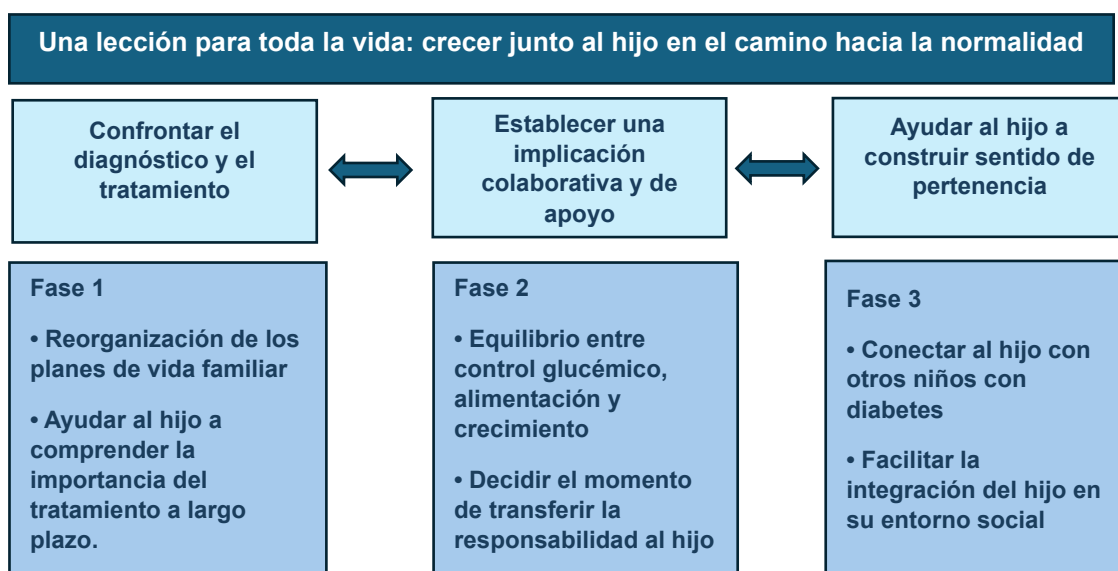 Una lección para toda la vida: crecer junto al hijo en el camino hacia la normalidad
Confrontar el
diagnóstico y el
tratamiento
Establecer una
implicación
colaborativa y de
apoyo
Ayudar al hijo a
construir sentido de
pertenencia
Fase 1
• Reorganización de los
planes de vida familiar
• Ayudar al hijo a
comprender la
importancia del
tratamiento a largo
plazo.
Fase 2
• Equilibrio entre
control glucémico,
alimentación y
crecimiento
• Decidir el momento
de transferir la
responsabilidad al hijo
Fase 3
• Conectar al hijo con
otros niños con
diabetes
• Facilitar la
integración del hijo en
su entorno social